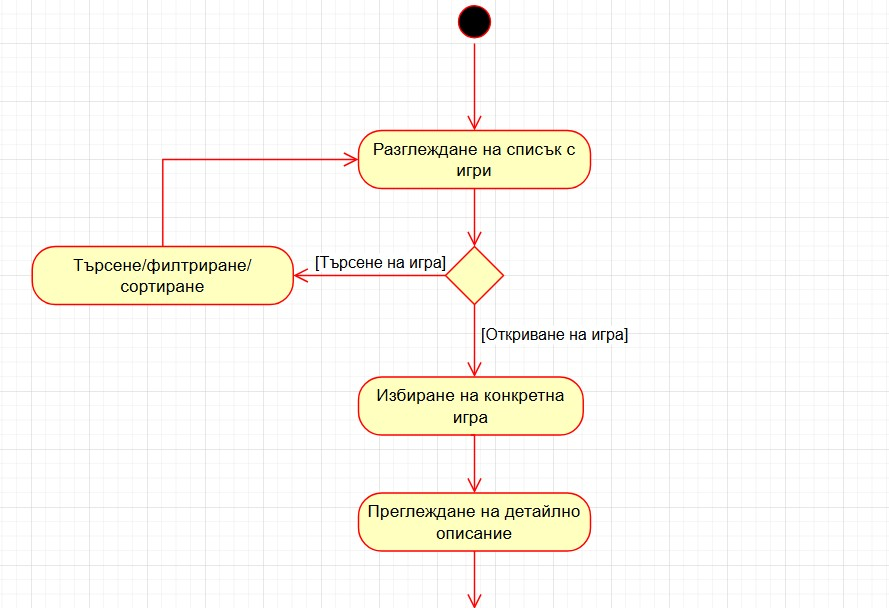 Разглеждане на списък с
игри
[Търсене на игра]
Търсене/филтриране/
сортиране
[Откриване на игра]
Избиране на конкретна
игра
Преглеждане на детайлно
описание